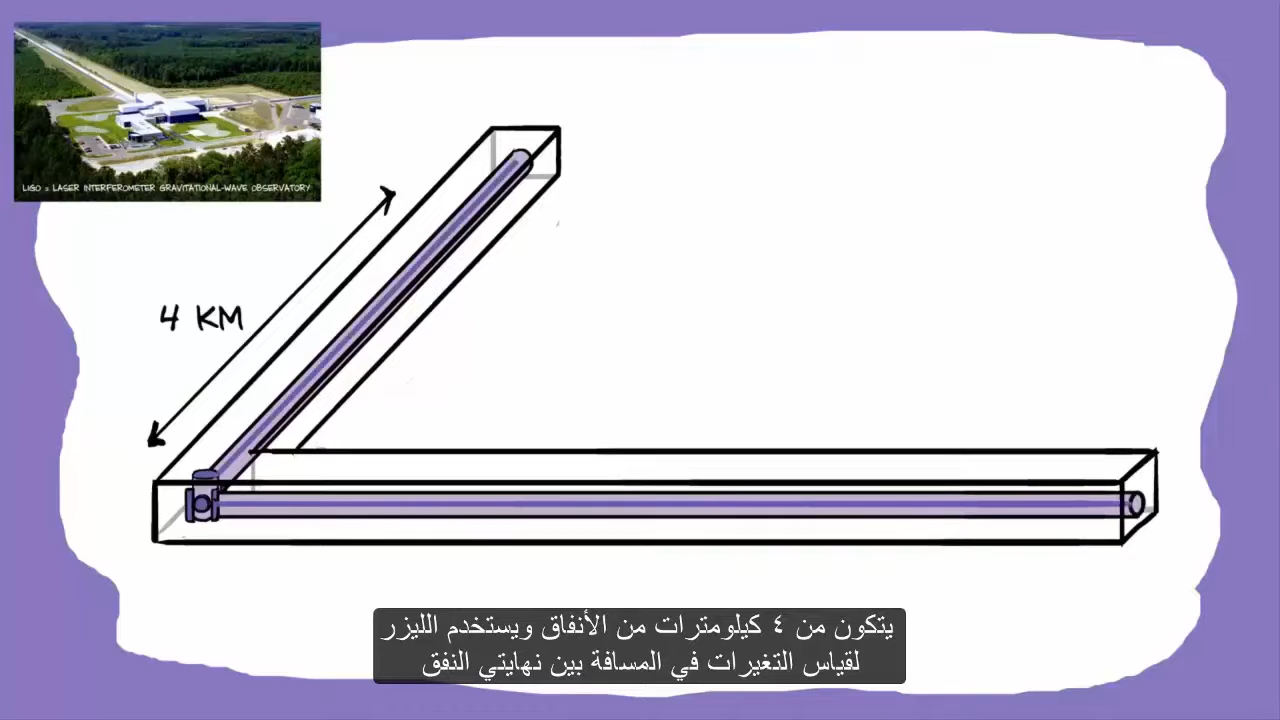 LIGO = LASER INTERFEROMETER GRAVITATIONAL-WAVE OBSERVATORY
4 KM
يتكون من ٤ كيلومترات من الأنفاق ويستخدم الليزر
لقياس التغيرات في المسافة بين نهايتي النفق